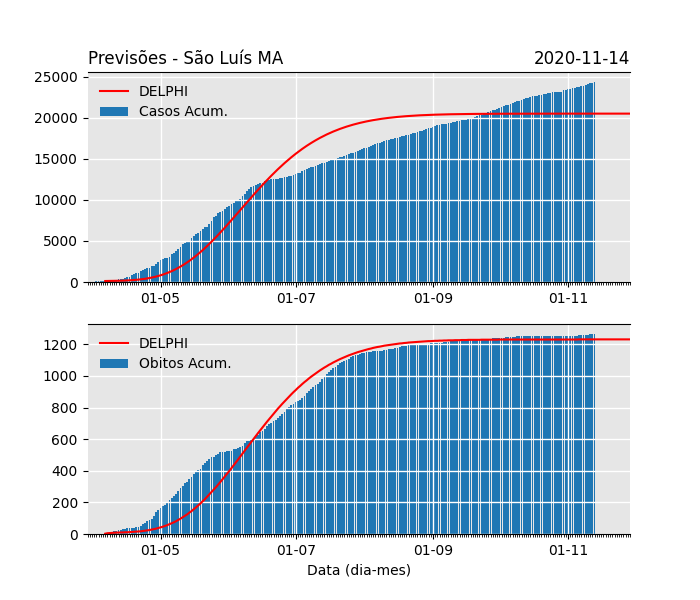 Previsões - São Luís MA 2020-11-14
25000
20000
15000
10000
5000
0
DELPHI
Casos Acum.
01-05 01-07 01-09 01-11
1200
1000
800
600
400
200
0
DELPHI
Obitos Acum.
01-05 01-07 01-09 01-11
Data (dia-mes)